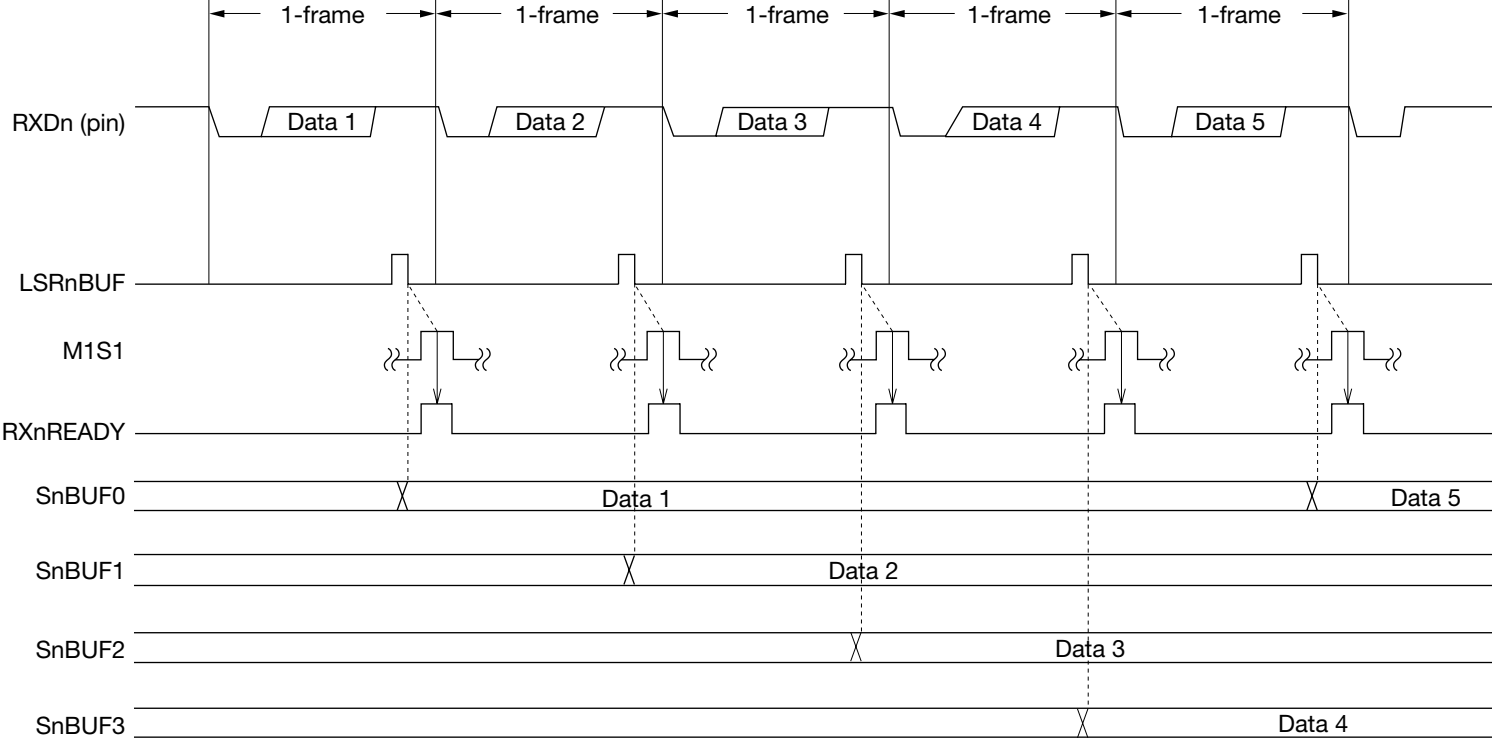 1-frame 1-frame 1-frame 1-frame 1-frame
RXDn (pin) Data 1 Data 2 Data 3 Data 4 Data 5
LSRnBUF
M1S1
RXnREADY
SnBUF0 Data 1 Data 5
SnBUF1 Data 2
SnBUF2 Data 3
SnBUF3 Data 4